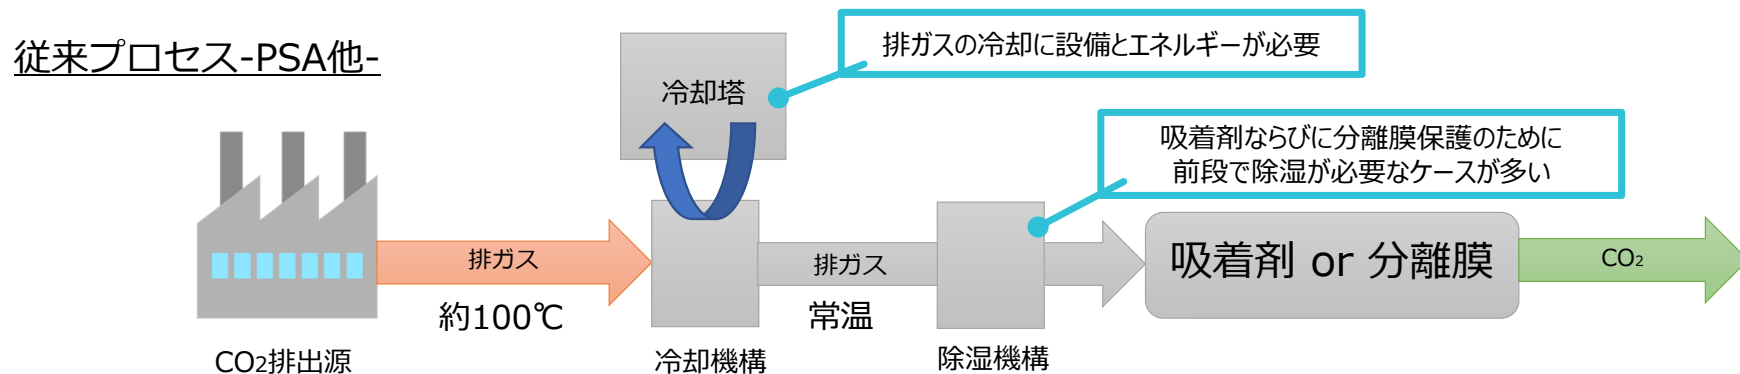 従来プロセス-PSA他-
排ガスの冷却に設備とエネルギーが必要
冷却塔
吸着剤ならびに分離膜保護のために
前段で除湿が必要なケースが多い
排ガス
排ガス
吸着剤 or 分離膜
CO2
約100℃
常温
CO2排出源
冷却機構
除湿機構